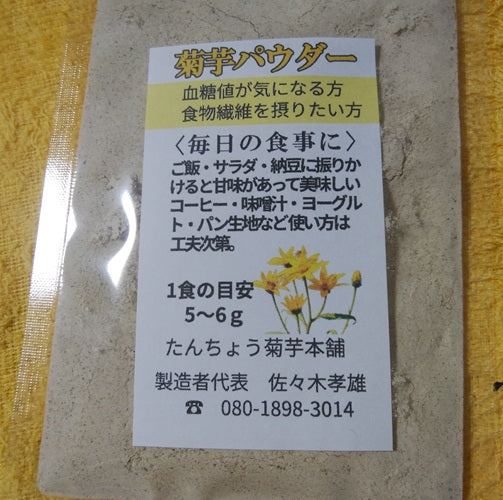 菊芋パウダー
血糖値が気になる方
食物繊維を摂りたい方
〈毎日の食事に〉
ご飯・サラダ・納豆に振りか
けると甘味があって美味しい
コーヒー・味噌汁・ヨーグル
ト・パン生地など使い方は
工夫次第。
1食の目安
5～6g
たんちょう菊芋本舗
製造者代表 佐々木孝雄
☎ 080-1898-3014